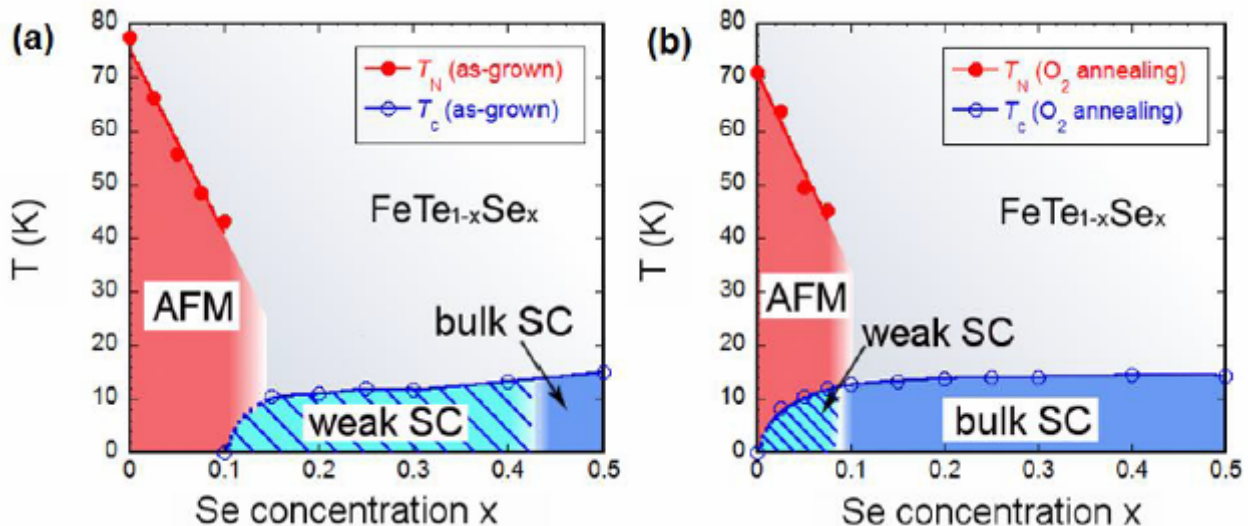 (a)
80
70
60
50
40
30
20
10
0
T (K)
T_N (as-grown)
T_c (as-grown)
FeTe₁₋ₓSeₓ
AFM
bulk SC
weak SC
0 0.1 0.2 0.3 0.4 0.5
Se concentration x
(b)
80
70
60
50
40
30
20
10
0
T (K)
T_N (O₂ annealing)
T_c (O₂ annealing)
FeTe₁₋ₓSeₓ
AFM
weak SC
bulk SC
0 0.1 0.2 0.3 0.4 0.5
Se concentration x